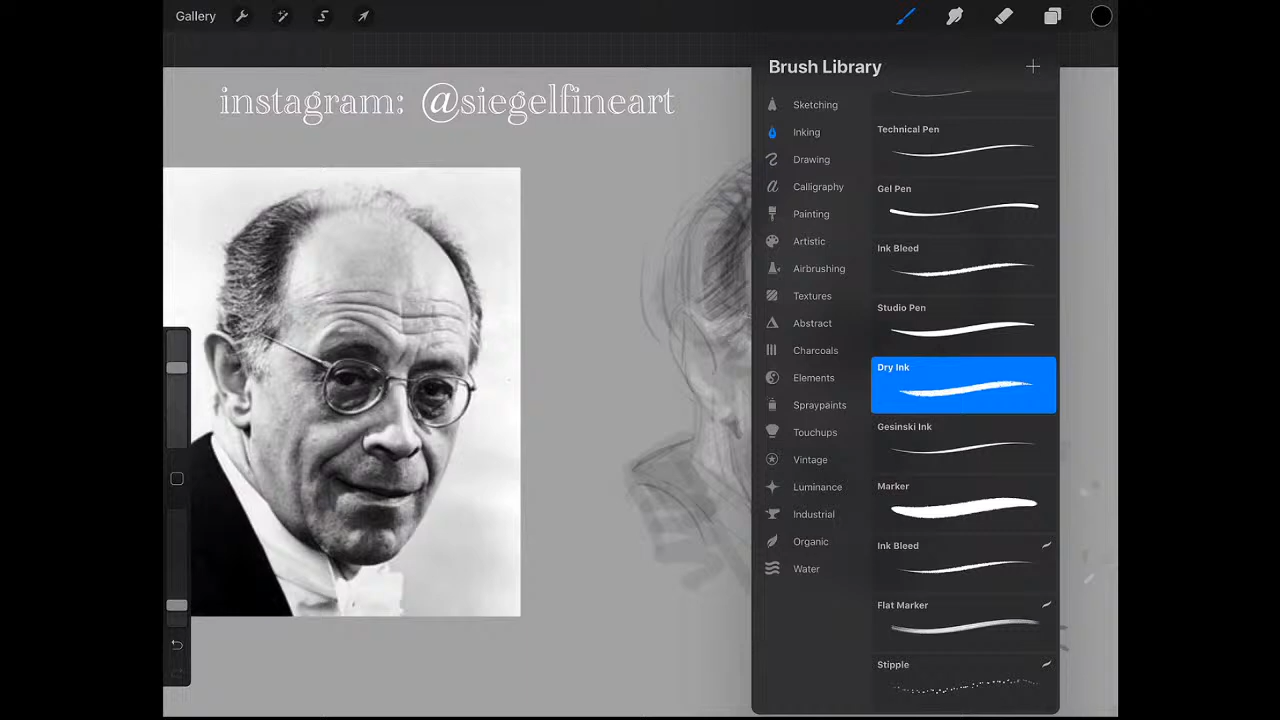 Gallery
Brush Library
instagram: @siegelfineart
Sketching
Inking
Drawing
Calligraphy
Painting
Artistic
Airbrushing
Textures
Abstract
Charcoals
Elements
Spraypaints
Touchups
Vintage
Luminance
Industrial
Organic
Water
Technical Pen
Gel Pen
Ink Bleed
Studio Pen
Dry Ink
Gesinski Ink
Marker
Ink Bleed
Flat Marker
Stipple